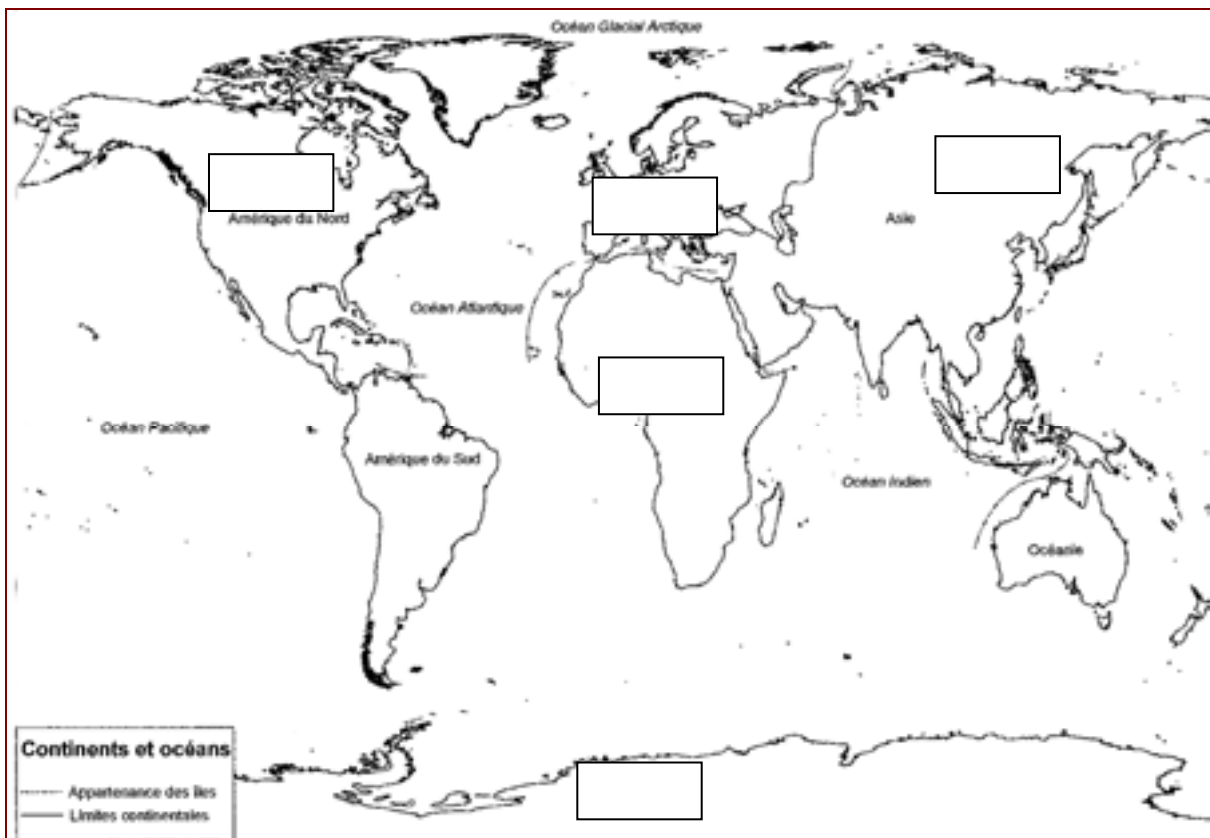 Océan Glacial Arctique
Amérique du Nord
Asie
Océan Atlantique
Océan Pacifique
Amérique du Sud
Océan Indien
Océanie
Continents et océans
Appartenance des îles
Limites continentales